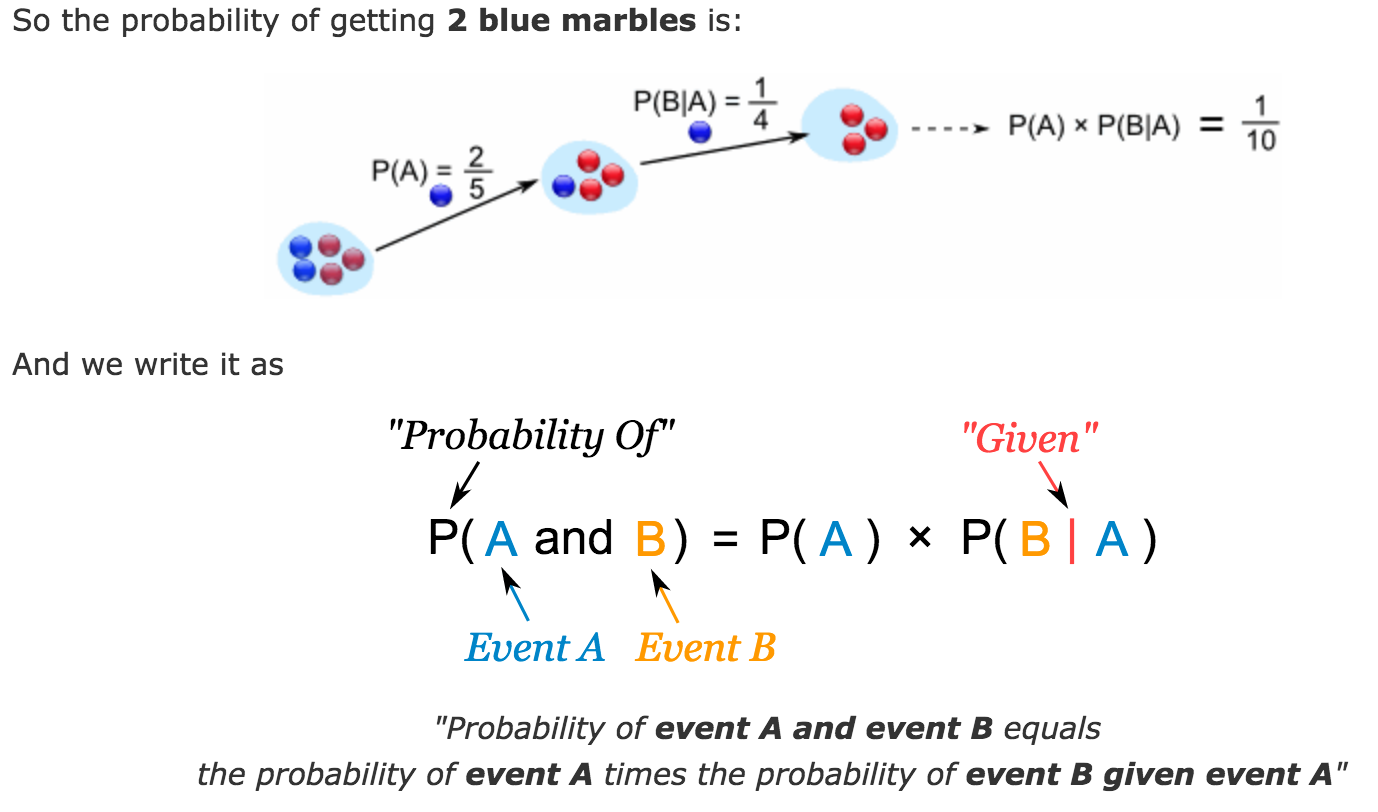 So the probability of getting 2 blue marbles is:
P(A) = 2/5
P(B|A) = 1/4
P(A) × P(B|A) = 1/10
And we write it as
"Probability Of"
"Given"
P(A and B) = P(A) × P(B | A)
Event A
Event B
"Probability of event A and event B equals
the probability of event A times the probability of event B given event A"